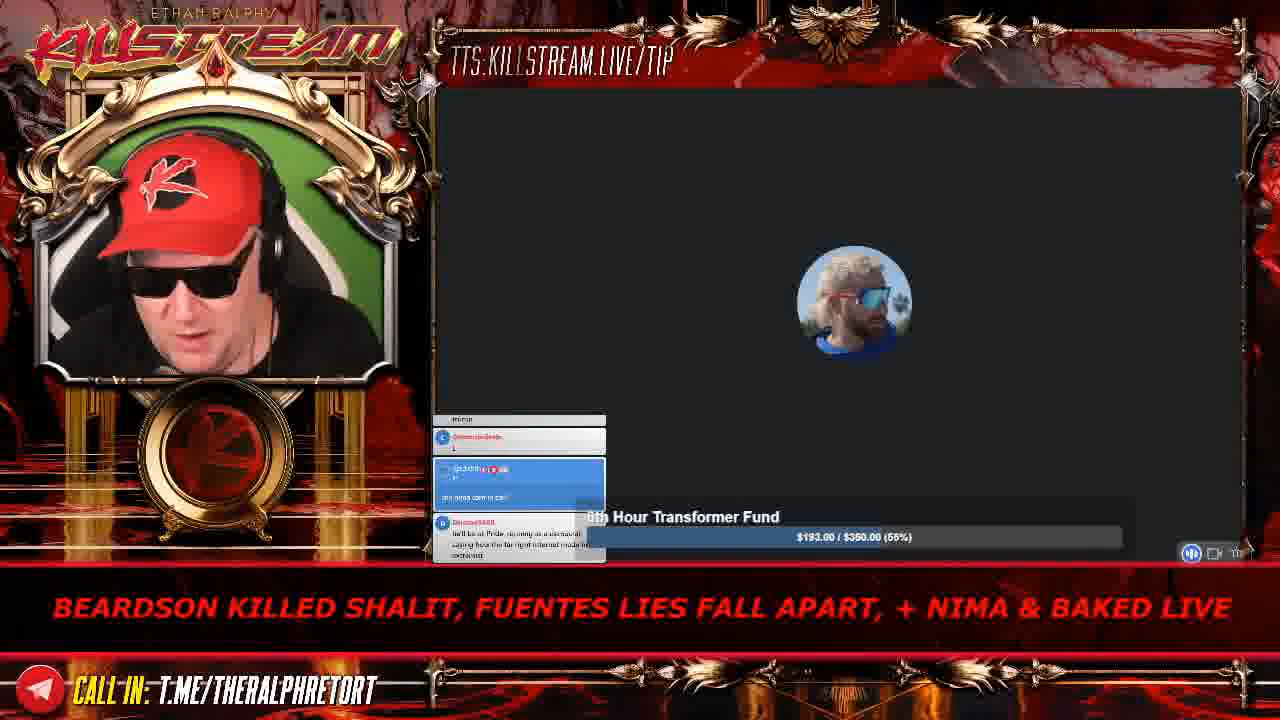 ETHAN RALPH'S
KILLSTREAM
TTS:KILLSTREAM.LIVE/TIP
6th Hour Transformer Fund
$193.00 / $350.00 (55%)
BEARDSON KILLED SHALIT, FUENTES LIES FALL APART, + NIMA & BAKED LIVE
CALL IN: T.ME/THERALPHRETORT